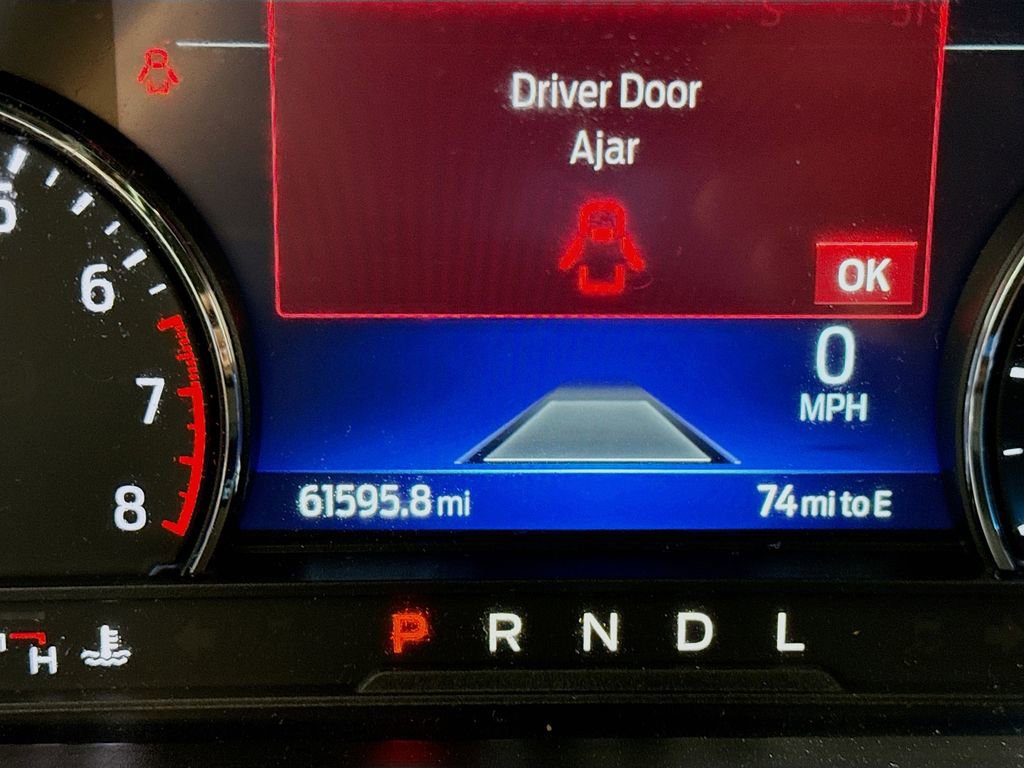 Driver Door
Ajar
OK
6
7
8
0
MPH
61595.8 mi
74 mi to E
H
P R N D L